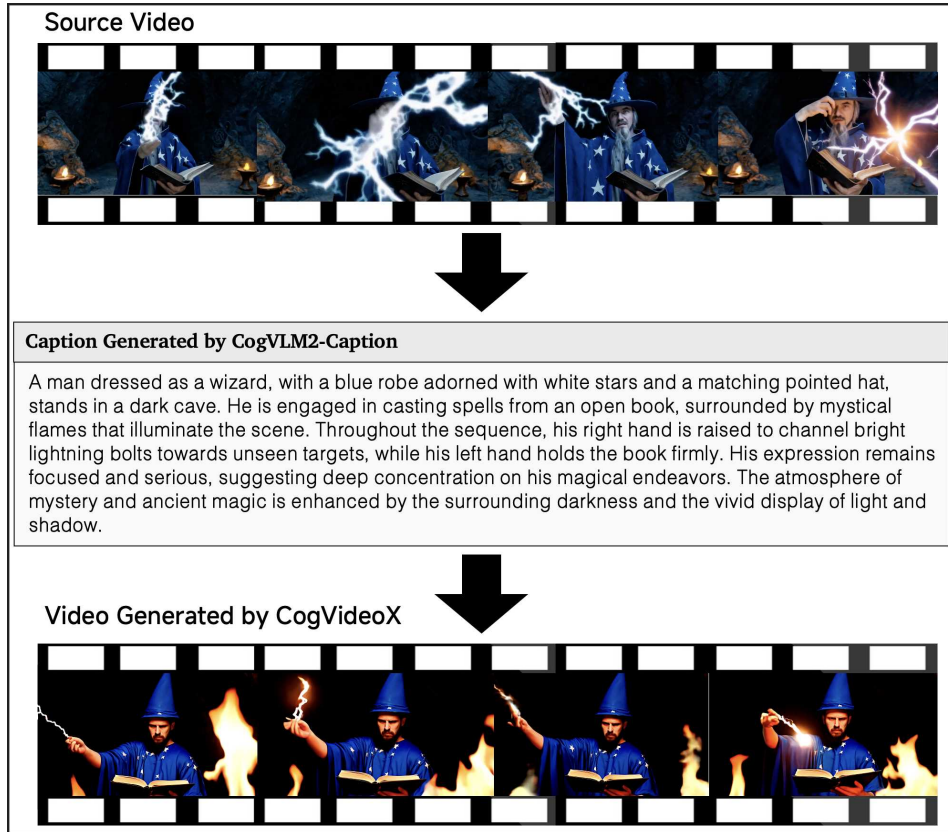 Source Video
Caption Generated by CogVLM2-Caption
A man dressed as a wizard, with a blue robe adorned with white stars and a matching pointed hat,
stands in a dark cave. He is engaged in casting spells from an open book, surrounded by mystical
flames that illuminate the scene. Throughout the sequence, his right hand is raised to channel bright
lightning bolts towards unseen targets, while his left hand holds the book firmly. His expression remains
focused and serious, suggesting deep concentration on his magical endeavors. The atmosphere of
mystery and ancient magic is enhanced by the surrounding darkness and the vivid display of light and
shadow.
Video Generated by CogVideoX